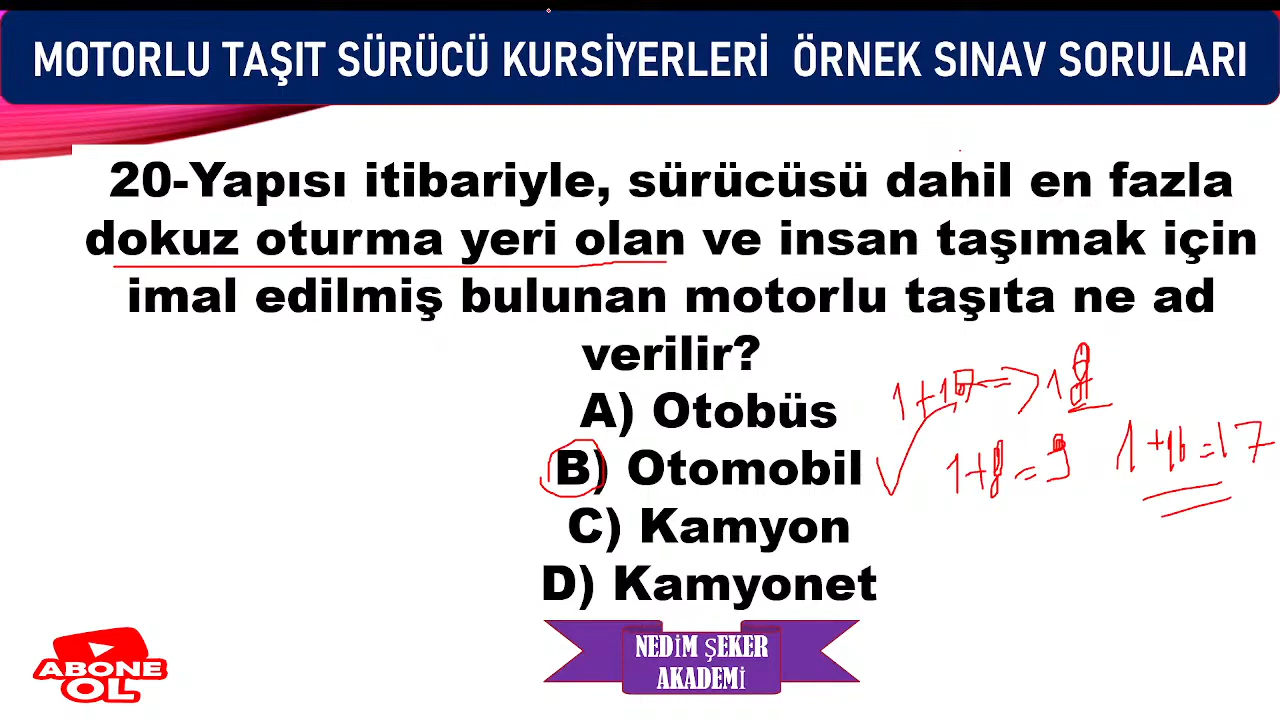 MOTORLU TAŞIT SÜRÜCÜ KURSİYERLERİ ÖRNEK SINAV SORULARI
20-Yapısı itibariyle, sürücüsü dahil en fazla
dokuz oturma yeri olan ve insan taşımak için
imal edilmiş bulunan motorlu taşıta ne ad
verilir?
A) Otobüs
B) Otomobil
C) Kamyon
D) Kamyonet
1+8=9
1+16=17
NEDİM ŞEKER
AKADEMİ
ABONE
OL